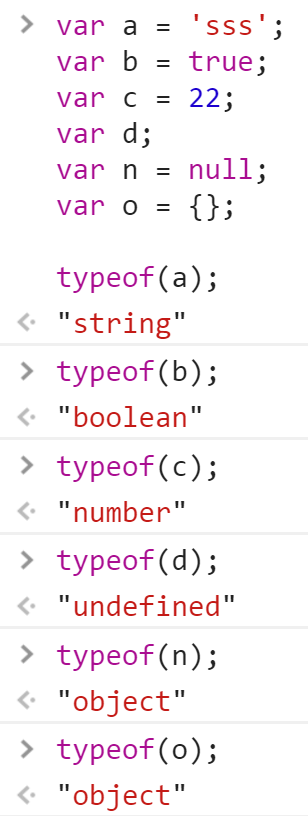 > var a = 'sss';
var b = true;
var c = 22;
var d;
var n = null;
var o = {};
typeof(a);
"string"
> typeof(b);
"boolean"
> typeof(c);
"number"
> typeof(d);
"undefined"
> typeof(n);
"object"
> typeof(o);
"object"